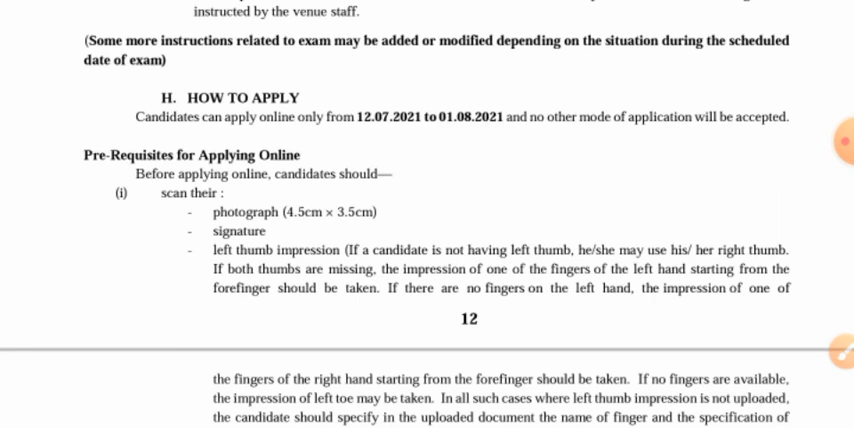 instructed by the venue staff.
(Some more instructions related to exam may be added or modified depending on the situation during the scheduled
date of exam)
H. HOW TO APPLY
Candidates can apply online only from 12.07.2021 to 01.08.2021 and no other mode of application will be accepted.
Pre-Requisites for Applying Online
Before applying online, candidates should—
(i) scan their :
- photograph (4.5cm × 3.5cm)
- signature
- left thumb impression (If a candidate is not having left thumb, he/she may use his/ her right thumb.
If both thumbs are missing, the impression of one of the fingers of the left hand starting from the
forefinger should be taken. If there are no fingers on the left hand, the impression of one of
12
the fingers of the right hand starting from the forefinger should be taken. If no fingers are available,
the impression of left toe may be taken. In all such cases where left thumb impression is not uploaded,
the candidate should specify in the uploaded document the name of finger and the specification of